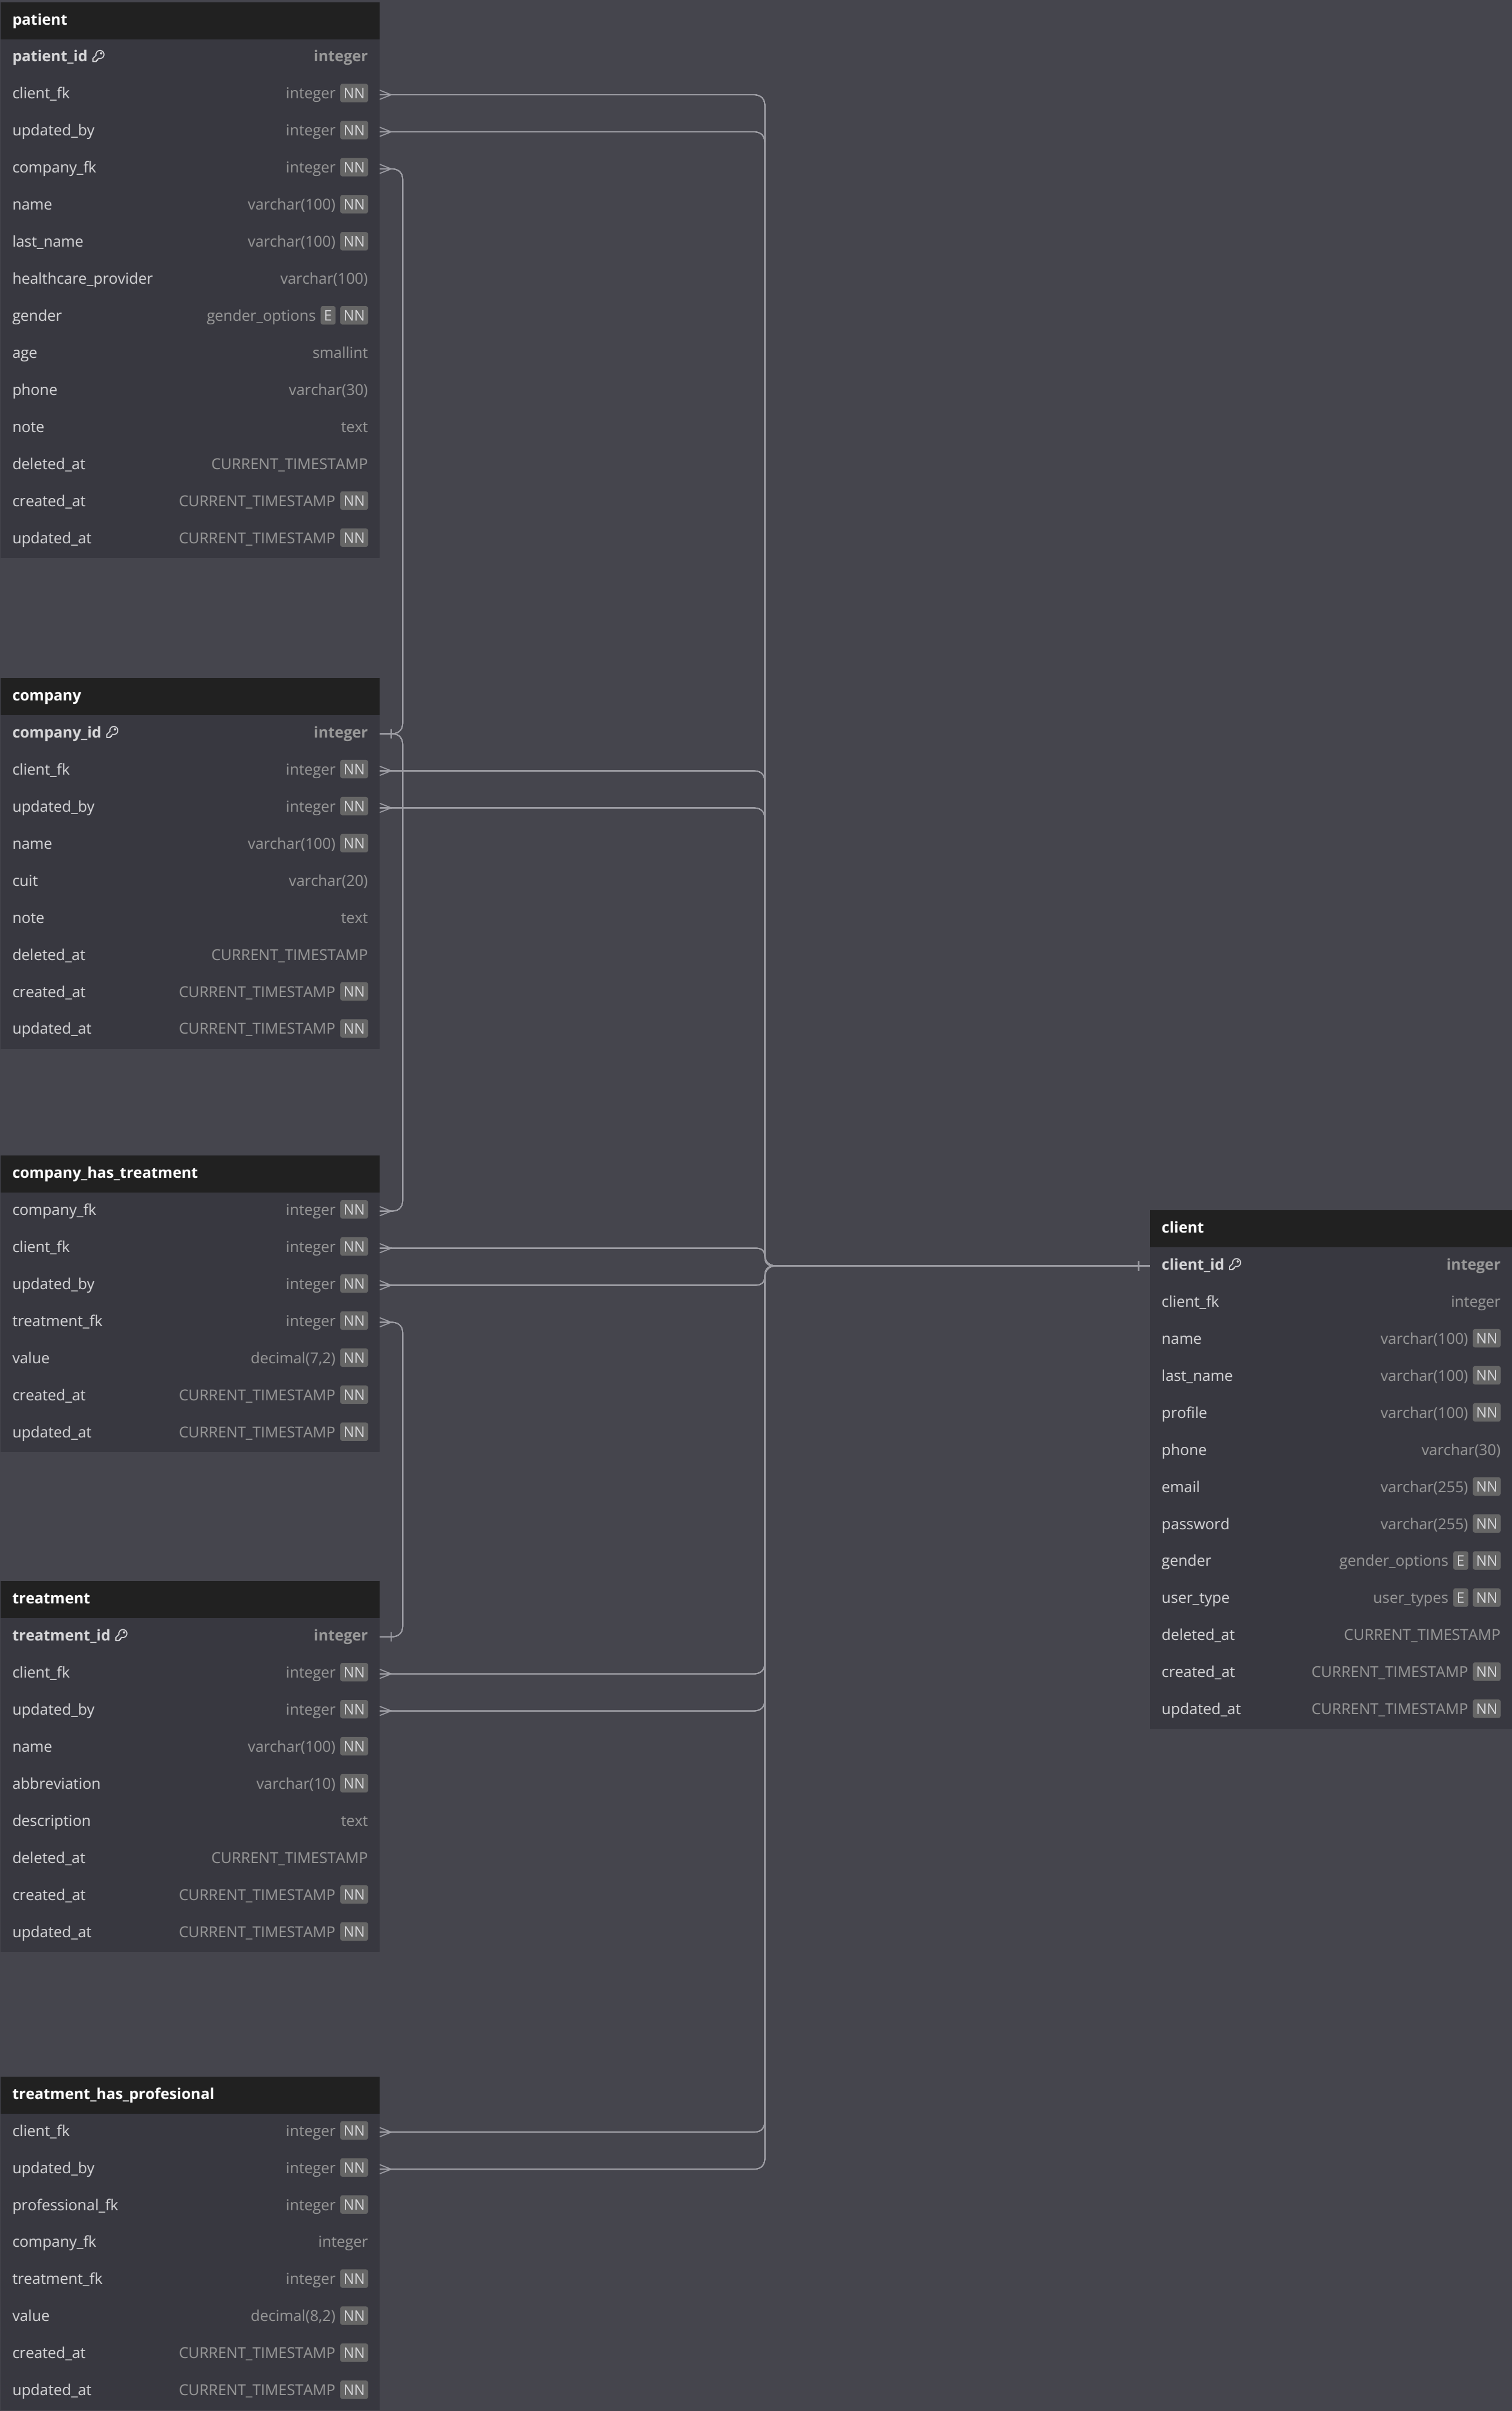 patient
patient_id integer
client_fk integer NN
updated_by integer NN
company_fk integer NN
name varchar(100) NN
last_name varchar(100) NN
healthcare_provider varchar(100)
gender gender_options E NN
age smallint
phone varchar(30)
note text
deleted_at CURRENT_TIMESTAMP
created_at CURRENT_TIMESTAMP NN
updated_at CURRENT_TIMESTAMP NN
company
company_id integer
client_fk integer NN
updated_by integer NN
name varchar(100) NN
cuit varchar(20)
note text
deleted_at CURRENT_TIMESTAMP
created_at CURRENT_TIMESTAMP NN
updated_at CURRENT_TIMESTAMP NN
company_has_treatment
company_fk integer NN
client_fk integer NN
updated_by integer NN
treatment_fk integer NN
value decimal(7,2) NN
created_at CURRENT_TIMESTAMP NN
updated_at CURRENT_TIMESTAMP NN
treatment
treatment_id integer
client_fk integer NN
updated_by integer NN
name varchar(100) NN
abbreviation varchar(10) NN
description text
deleted_at CURRENT_TIMESTAMP
created_at CURRENT_TIMESTAMP NN
updated_at CURRENT_TIMESTAMP NN
treatment_has_profesional
client_fk integer NN
updated_by integer NN
professional_fk integer NN
company_fk integer
treatment_fk integer NN
value decimal(8,2) NN
created_at CURRENT_TIMESTAMP NN
updated_at CURRENT_TIMESTAMP NN
client
client_id integer
client_fk integer
name varchar(100) NN
last_name varchar(100) NN
profile varchar(100) NN
phone varchar(30)
email varchar(255) NN
password varchar(255) NN
gender gender_options E NN
user_type user_types E NN
deleted_at CURRENT_TIMESTAMP
created_at CURRENT_TIMESTAMP NN
updated_at CURRENT_TIMESTAMP NN